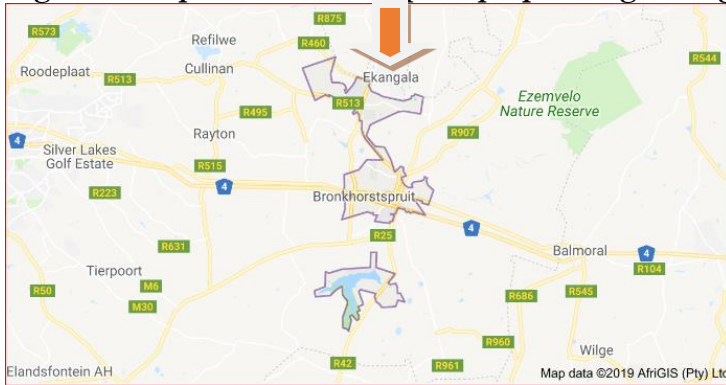 R875
R573
Refilwe
R460
R544
Ekangala
Cullinan
Roodeplaat
R513
R513
Ezemvelo
Nature Reserve
R495
R907
4
Rayton
Silver Lakes
Golf Estate
R515
4
R223
Bronkhorstspruit
4
R25
R631
Balmoral
4
R104
Tierpoort
M6
R50
M30
R686
R545
R960
Wilge
R42
R961
Elandsfontein AH
Map data ©2019 AfriGIS (Pty) Ltd